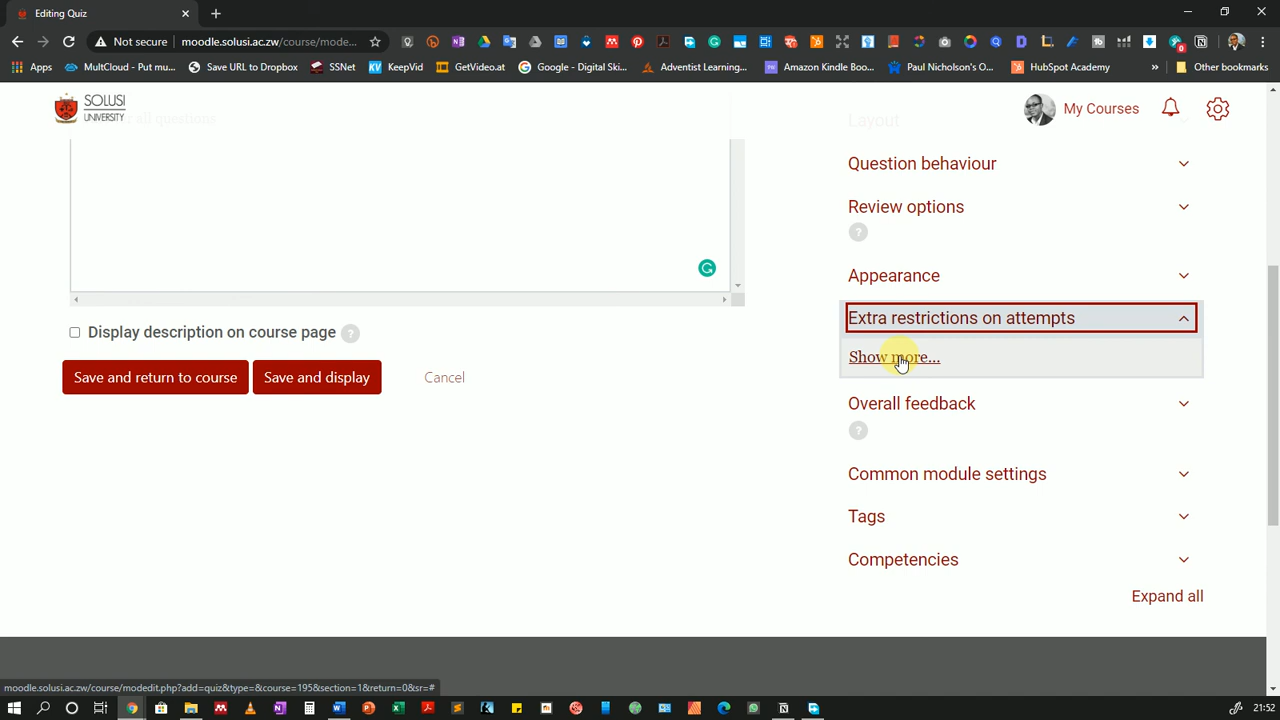 Editing Quiz
Not secure moodle.solusi.ac.zw/course/mode...
Apps MultCloud - Put mu... Save URL to Dropbox SSNet KeepVid GetVideo.at Google - Digital Ski... Adventist Learning... Amazon Kindle Boo... Paul Nicholson's O... HubSpot Academy » Other bookmarks
SOLUSI
UNIVERSITY
all questions
My Courses
Layout
Question behaviour
Review options
?
Appearance
Extra restrictions on attempts
Show more...
Display description on course page ?
Save and return to course Save and display Cancel
Overall feedback
?
Common module settings
Tags
Competencies
Expand all
moodle.solusi.ac.zw/course/modedit.php?add=quiz&type=&course=195&section=1&return=0&sr=#
21:52